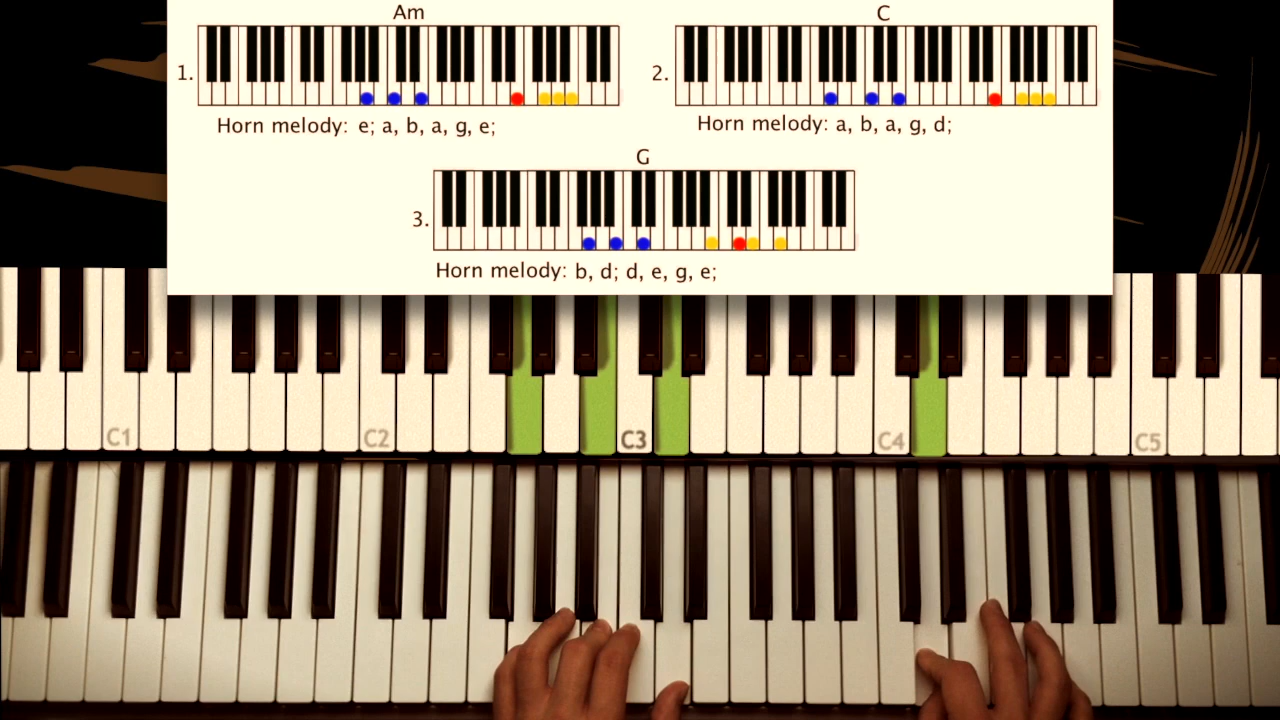 Am
1.
Horn melody: e; a, b, a, g, e;
C
2.
Horn melody: a, b, a, g, d;
G
3.
Horn melody: b, d; d, e, g, e;
C1 C2 C3 C4 C5